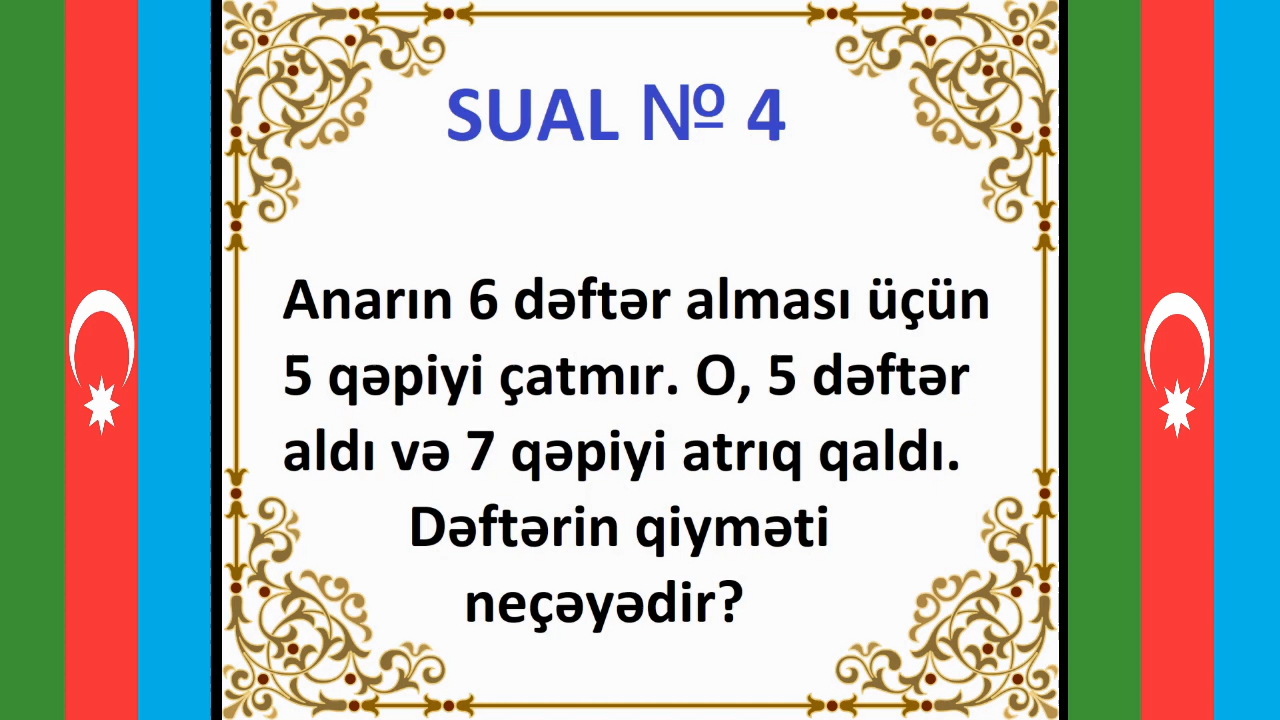 SUAL № 4
Anarın 6 dəftər alması üçün
5 qəpiyi çatmır. O, 5 dəftər
aldı və 7 qəpiyi atrıq qaldı.
Dəftərin qiyməti
neçəyədir?